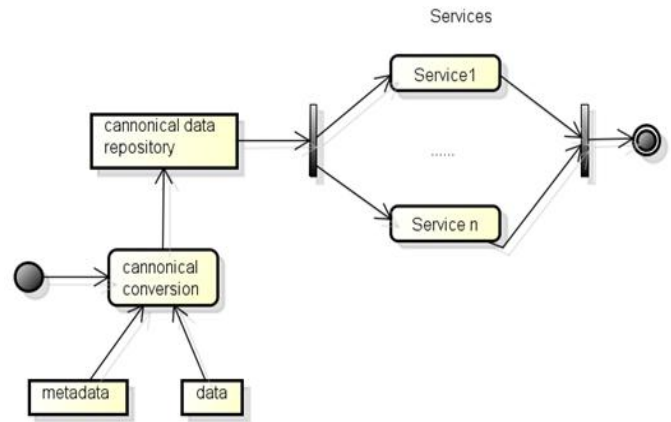 Services
Service1
cannonical data
repository
......
Service n
cannonical
conversion
metadata
data